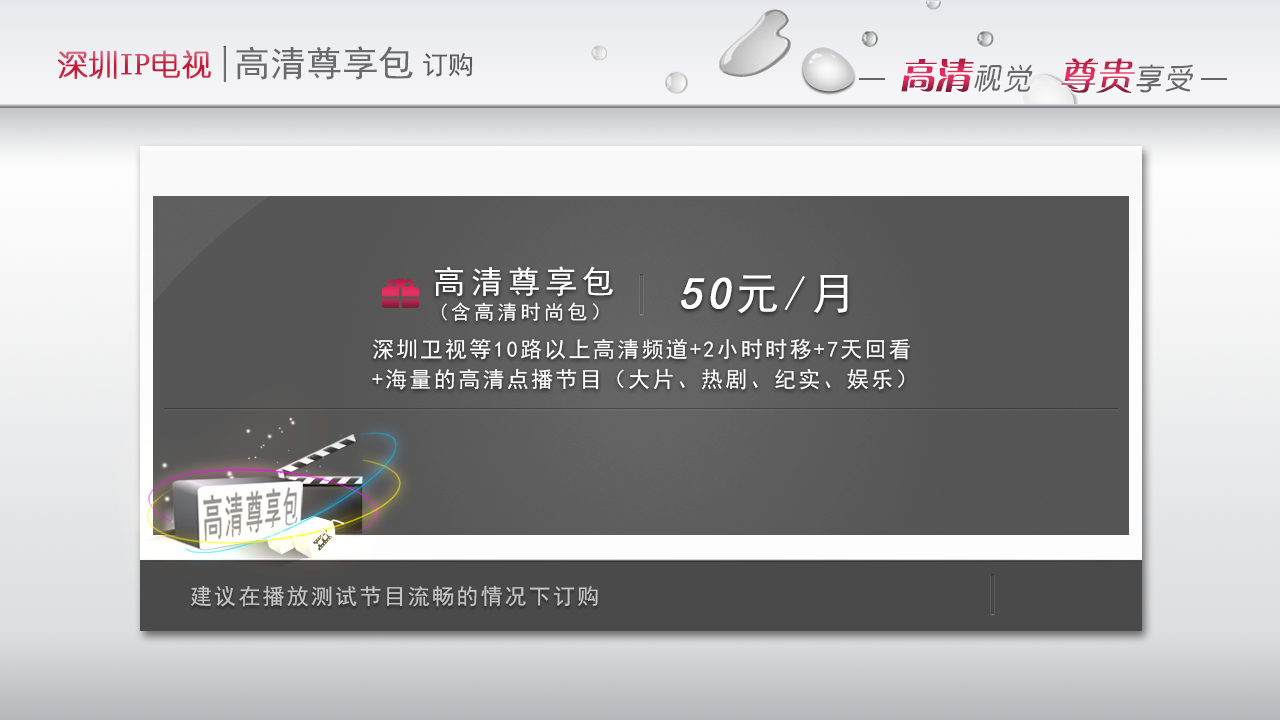 深圳IP电视|高清尊享包 订购
— 高清视觉 尊贵享受 —
高清尊享包
（含高清时尚包）
50元/月
深圳卫视等10路以上高清频道+2小时时移+7天回看
+海量的高清点播节目（大片、热剧、纪实、娱乐）
高清尊享包
建议在播放测试节目流畅的情况下订购